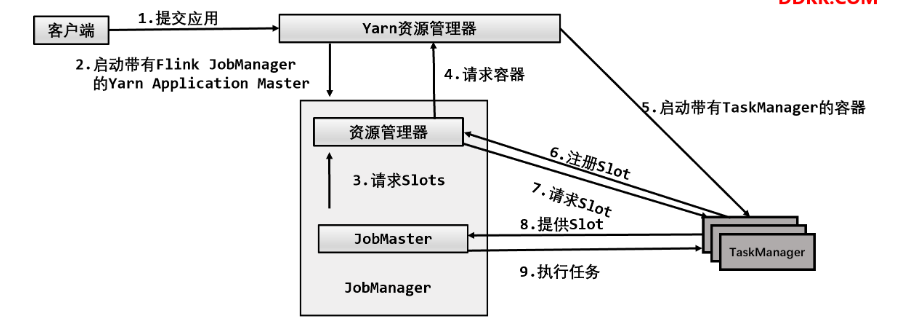 DDKK.COM
1.提交应用
客户端
Yarn资源管理器
2.启动带有Flink JobManager
的Yarn Application Master
4.请求容器
5.启动带有TaskManager的容器
资源管理器
6.注册Slot
3.请求Slots
7.请求Slot
8.提供Slot
JobMaster
TaskManager
9.执行任务
JobManager